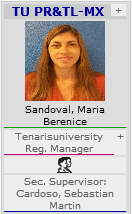 TU PR&TL-MX +
Sandoval, Maria
Berenice
Tenarisuniversity +
Reg. Manager
Sec. Supervisor:
Cardoso, Sebastian
Martin